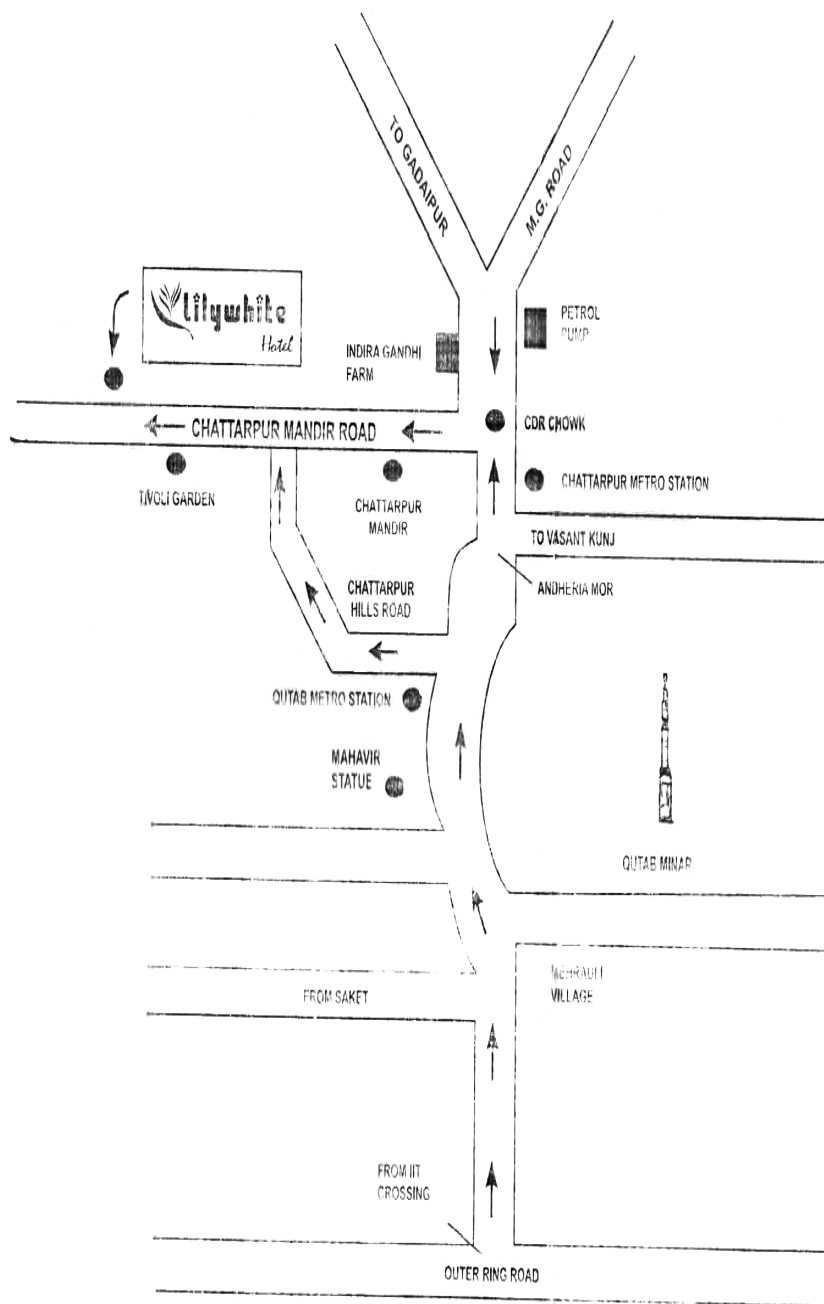 TO GADAIPUR
M.G. ROAD
lilywhite
Hotel
INDIRA GANDHI
FARM
PETROL
PUMP
CHATTARPUR MANDIR ROAD
CDR CHOWK
TIVOLI GARDEN
CHATTARPUR
MANDIR
CHATTARPUR METRO STATION
TO VASANT KUNJ
ANDHERIA MOR
CHATTARPUR
HILLS ROAD
QUTAB METRO STATION
MAHAVIR
STATUE
QUTAB MINAR
MEHRAULI
VILLAGE
FROM SAKET
FROM IIT
CROSSING
OUTER RING ROAD